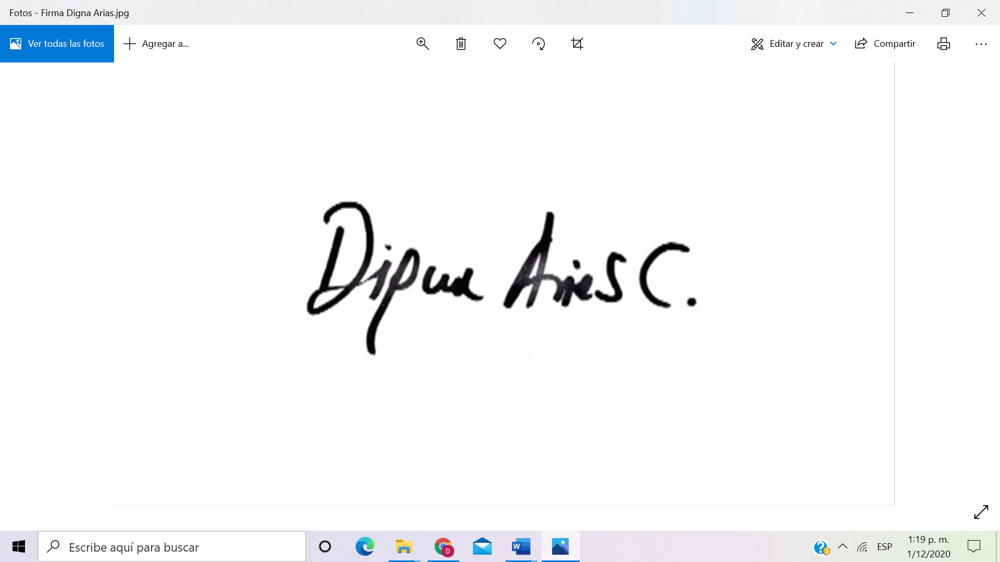 Fotos - Firma Digna Arias.jpg
Ver todas las fotos
Agregar a...
Editar y crear
Compartir
Digna Arias C.
Escribe aquí para buscar
D
W
ESP
1:19 p. m.
1/12/2020